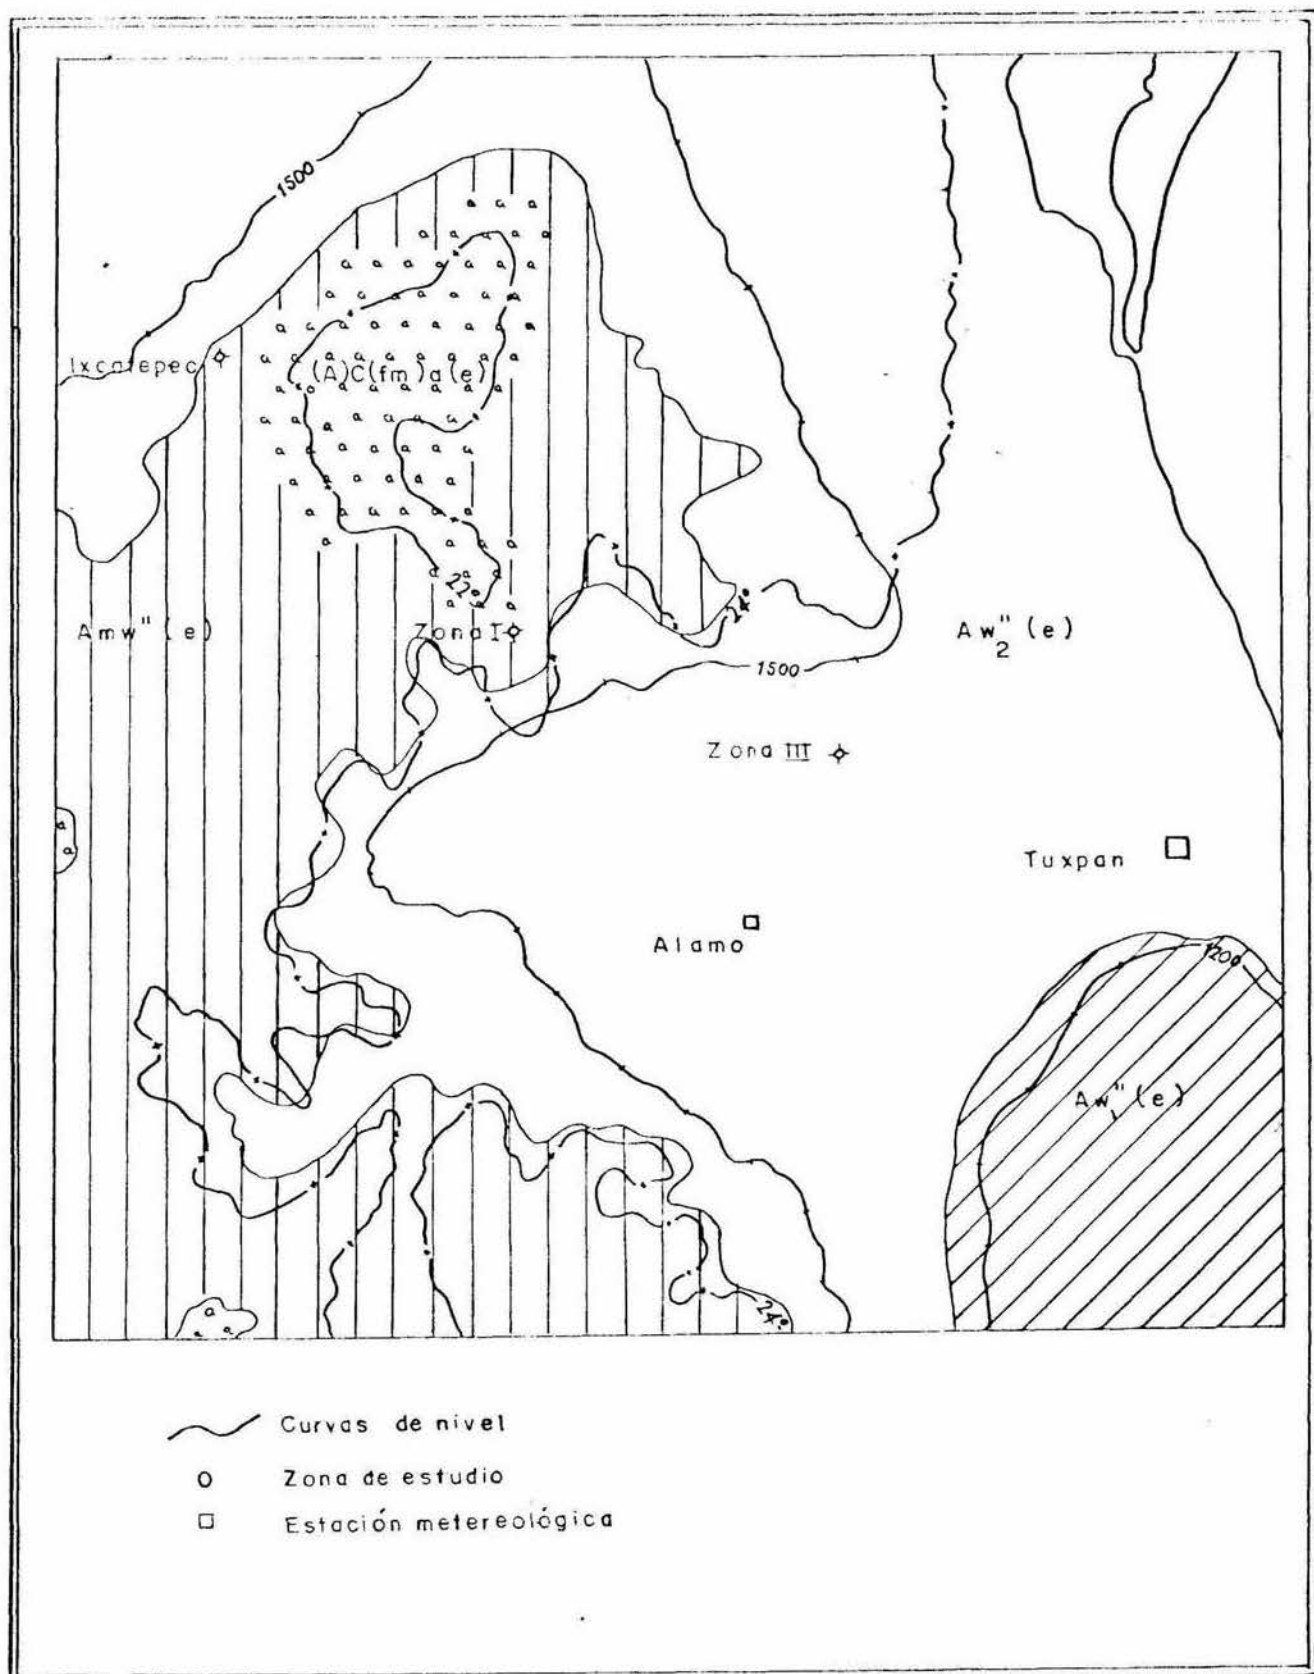 1500
Ixcatepec
(A)C(fm)a(e)
22°
24°
Amw"(e)
Zona I
Aw"2(e)
1500
Zona III
Tuxpan
Alamo
1200
Aw"1(e)
24°
Curvas de nivel
Zona de estudio
Estación metereológica